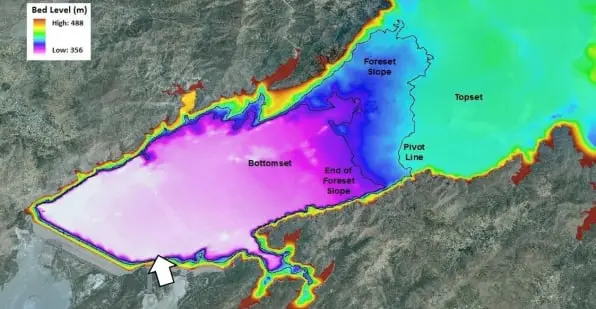 Bed Level (m)
High: 488
Low: 356
Foreset
Slope
Topset
Pivot
Line
Bottomset
End of
Foreset
Slope